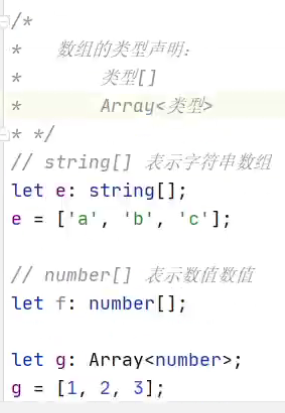 /*
*   数组的类型声明:
*       类型[]
*       Array<类型>
* */
// string[] 表示字符串数组
let e: string[];
e = ['a', 'b', 'c'];
// number[] 表示数值数值
let f: number[];
let g: Array<number>;
g = [1, 2, 3];